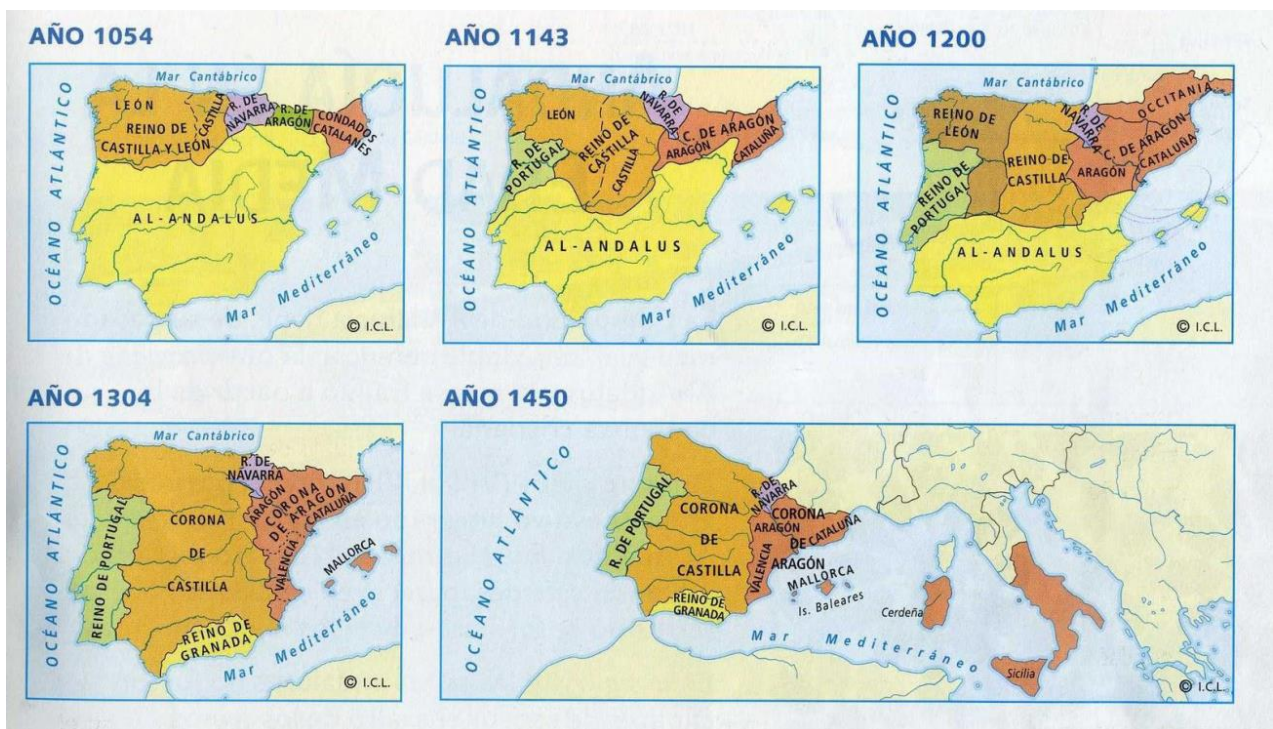 AÑO 1054
Mar Cantábrico
OCÉANO ATLÁNTICO
LEÓN
REINO DE
CASTILLA Y LEÓN
CASTILLA
R. DE
NAVARRA
R. DE
ARAGÓN
CONDADOS
CATALANES
AL-ANDALUS
Mar Mediterráneo
© I.C.L.
AÑO 1143
Mar Cantábrico
OCÉANO ATLÁNTICO
LEÓN
R. DE
PORTUGAL
REINO DE
CASTILLA
CASTILLA
R. DE
NAVARRA
C. DE ARAGÓN
ARAGÓN
CATALUÑA
AL-ANDALUS
Mar Mediterráneo
© I.C.L.
AÑO 1200
Mar Cantábrico
OCÉANO ATLÁNTICO
REINO DE
LEÓN
REINO DE
PORTUGAL
REINO DE
CASTILLA
R. DE
NAVARRA
OCCITANIA
C. DE ARAGÓN-
CATALUÑA
ARAGÓN
AL-ANDALUS
Mar Mediterráneo
© I.C.L.
AÑO 1304
Mar Cantábrico
OCÉANO ATLÁNTICO
REINO DE PORTUGAL
CORONA
DE
CASTILLA
R. DE
NAVARRA
ARAGÓN
CORONA
DE ARAGÓN
CATALUÑA
VALENCIA
MALLORCA
REINO DE
GRANADA
Mar Mediterráneo
© I.C.L.
AÑO 1450
OCÉANO ATLÁNTICO
R. DE PORTUGAL
CORONA
DE
CASTILLA
R. DE
NAVARRA
CORONA
ARAGÓN
DE CATALUÑA
VALENCIA
ARAGÓN
MALLORCA
Is. Baleares
REINO DE
GRANADA
Cerdeña
Sicilia
Mar Mediterráneo
© I.C.L.